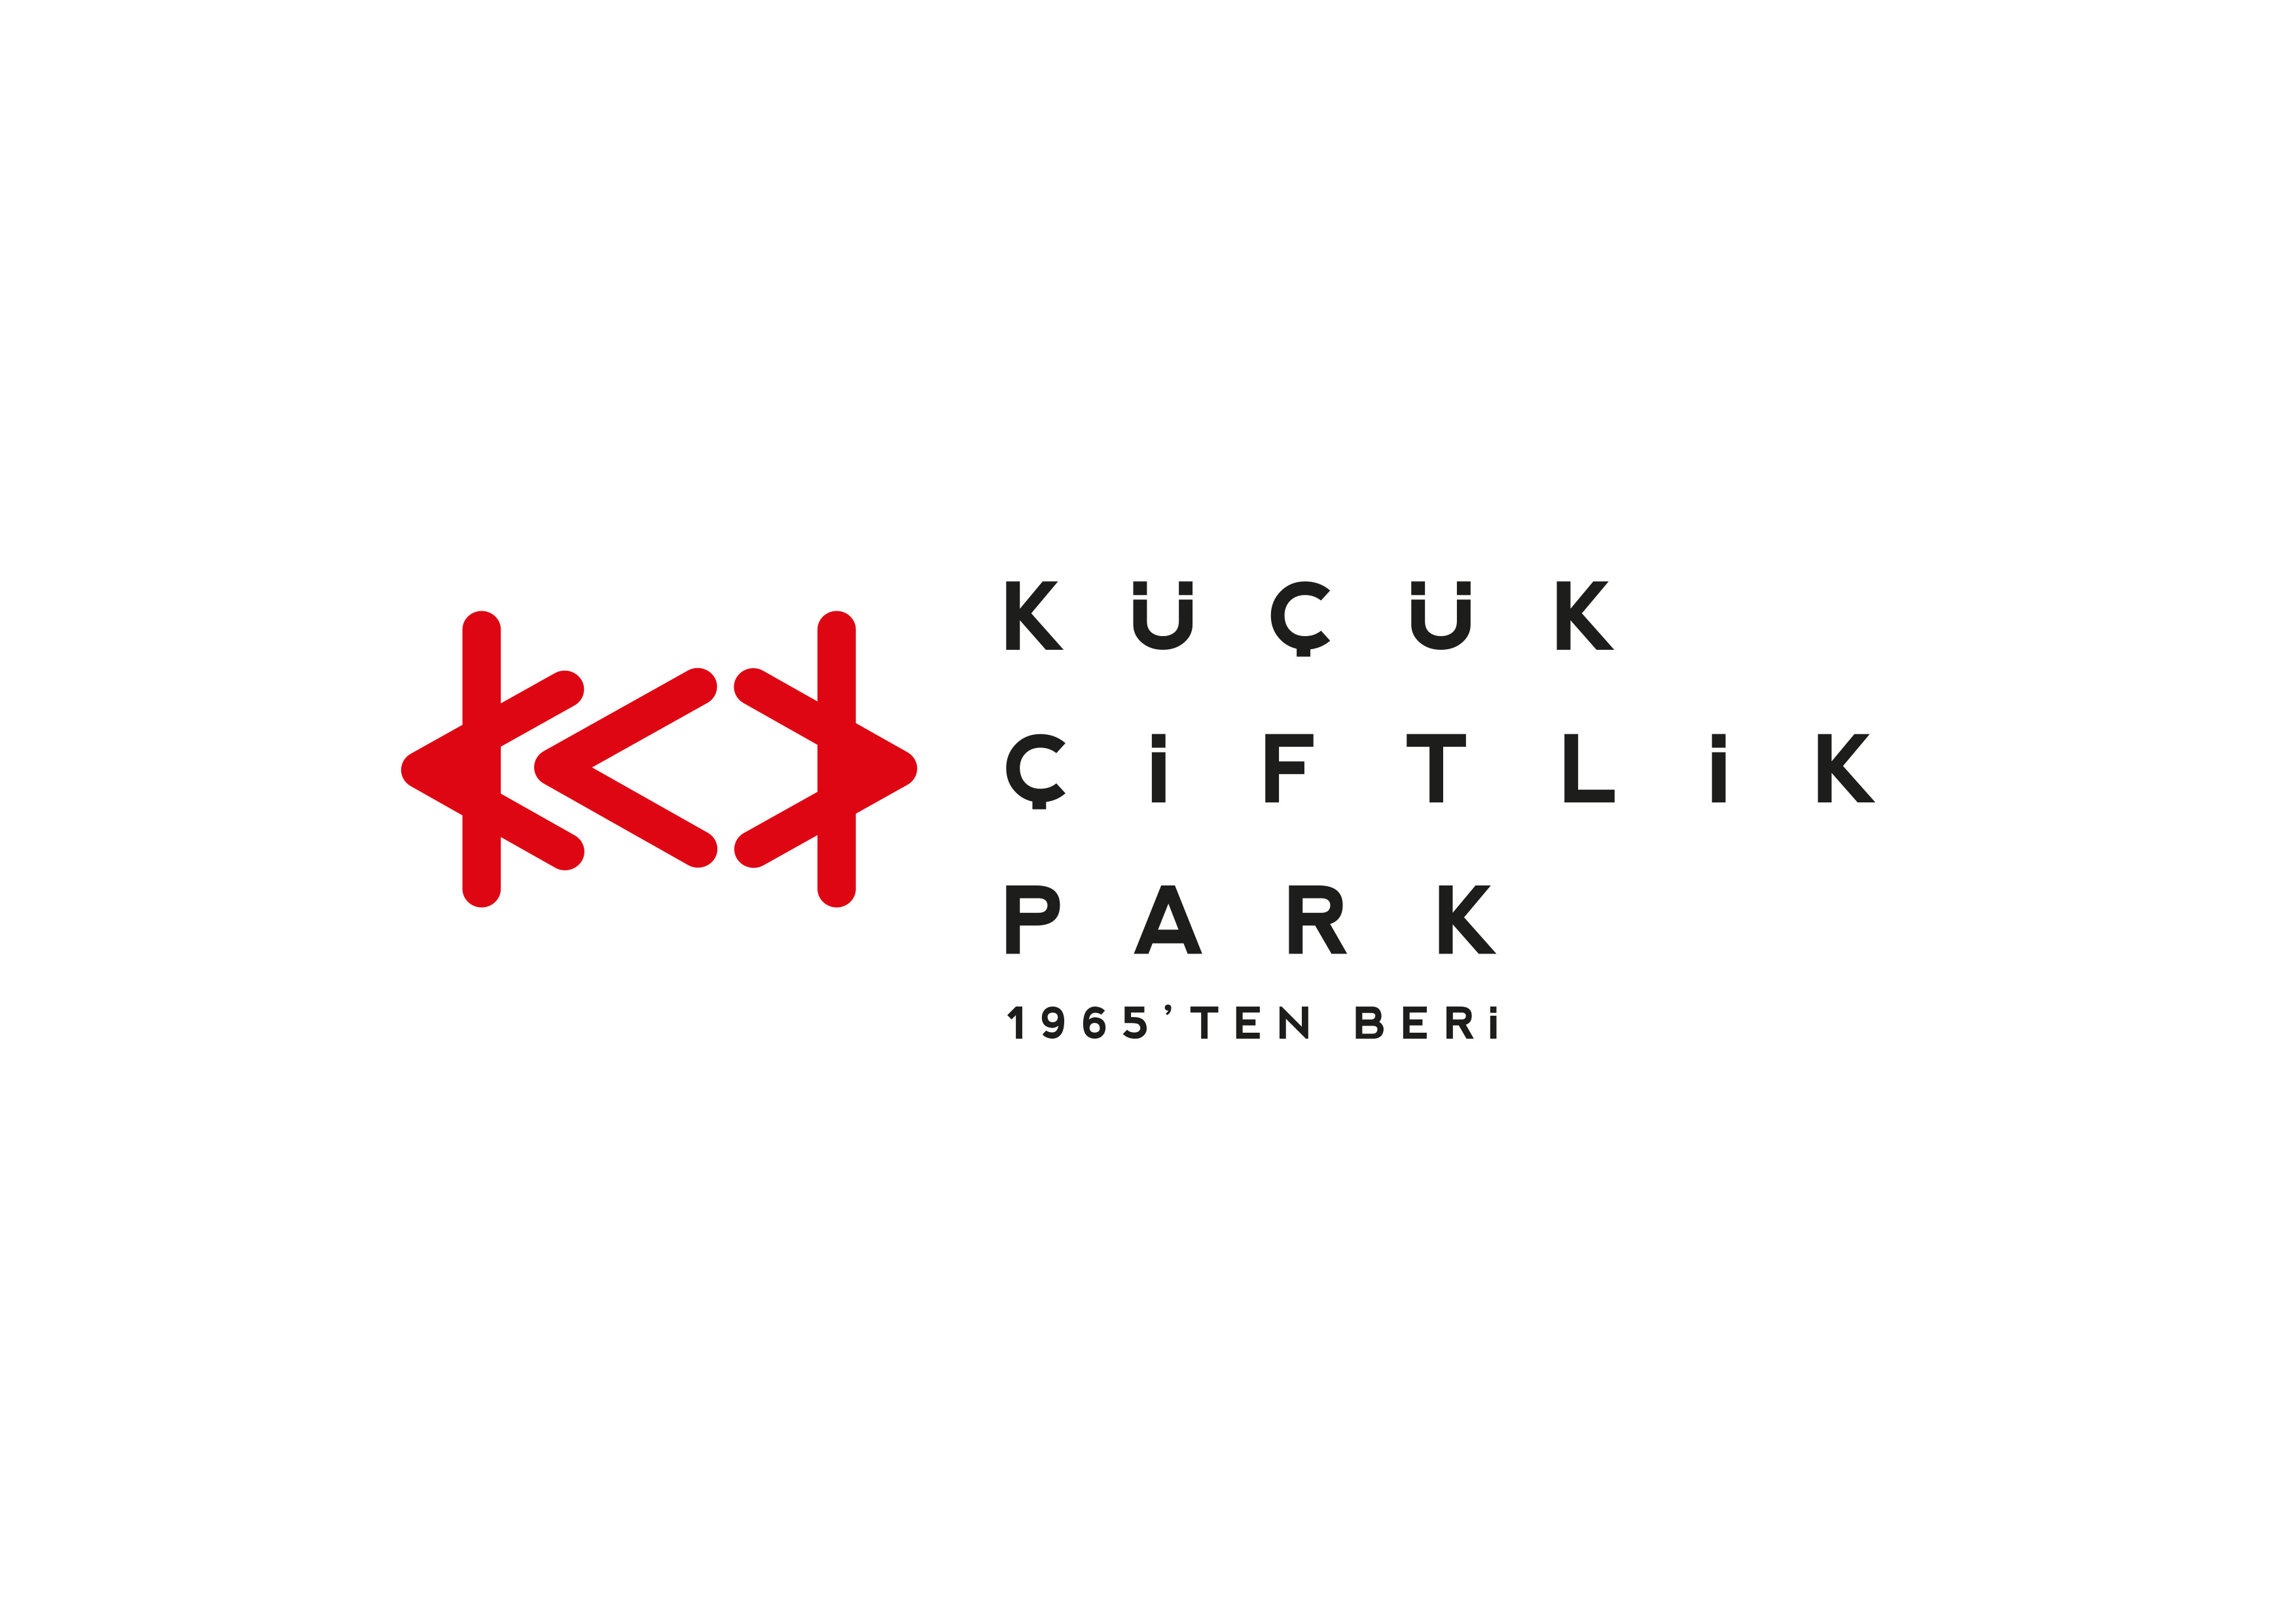 KÜÇÜK
ÇİFTLİK
PARK
1965’TEN BERİ